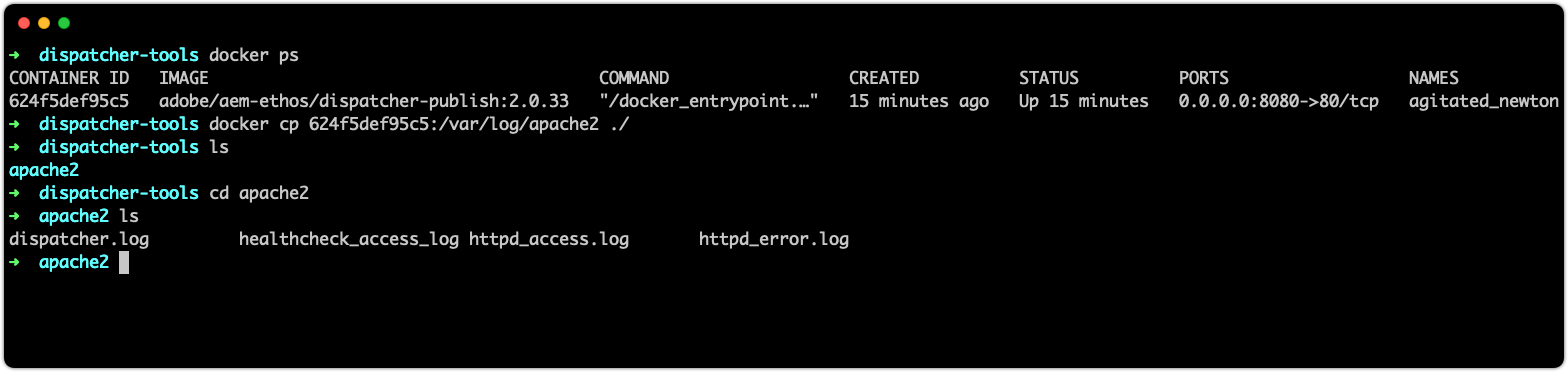 ➜ dispatcher-tools docker ps
CONTAINER ID IMAGE COMMAND CREATED STATUS PORTS NAMES
624f5def95c5 adobe/aem-ethos/dispatcher-publish:2.0.33 "/docker_entrypoint.…" 15 minutes ago Up 15 minutes 0.0.0.0:8080->80/tcp agitated_newton
➜ dispatcher-tools docker cp 624f5def95c5:/var/log/apache2 ./
➜ dispatcher-tools ls
apache2
➜ dispatcher-tools cd apache2
➜ apache2 ls
dispatcher.log healthcheck_access_log httpd_access.log httpd_error.log
➜ apache2